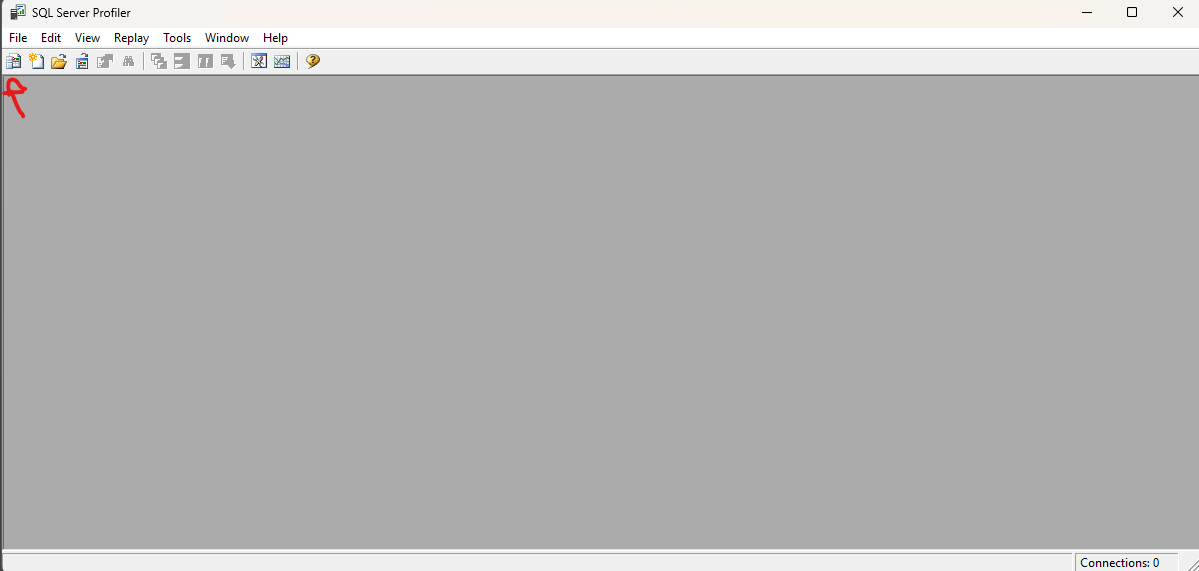 SQL Server Profiler
File Edit View Replay Tools Window Help
Connections: 0